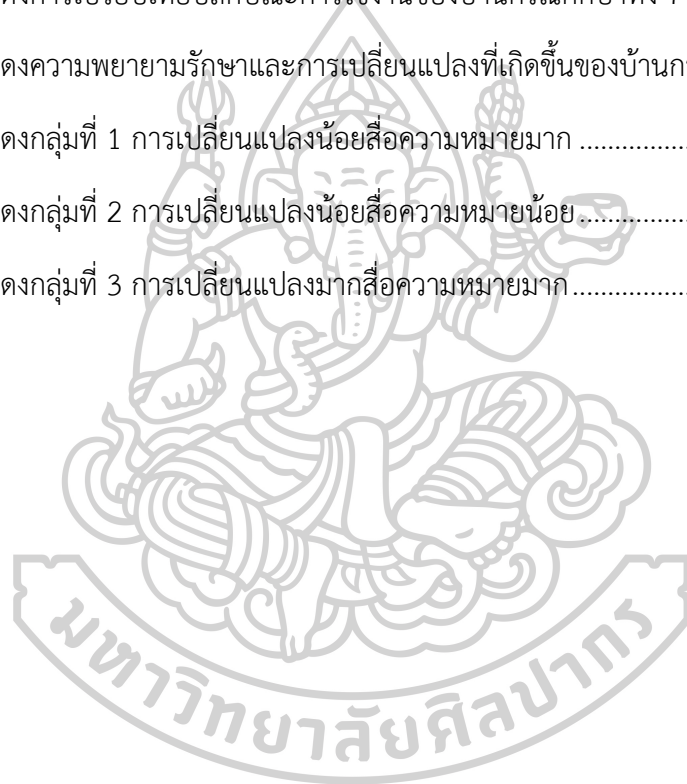 ดงความพยายามรักษาและการเปลี่ยนแปลงที่เกิดขึ้นของบ้าน
ดงกลุ่มที่ 1 การเปลี่ยนแปลงน้อยสื่อความหมายมาก ................
ดงกลุ่มที่ 2 การเปลี่ยนแปลงน้อยสื่อความหมายน้อย................
ดงกลุ่มที่ 3 การเปลี่ยนแปลงมากสื่อความหมายมาก................
มหาวิทยาลัยศิลปากร